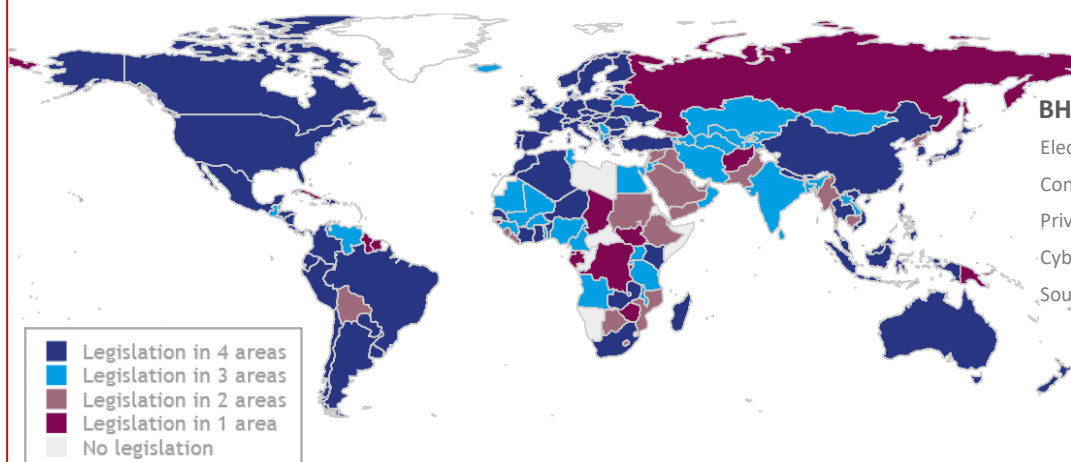 BH
Elec
Con
Priv
Cyb
Sou
Legislation in 4 areas
Legislation in 3 areas
Legislation in 2 areas
Legislation in 1 area
No legislation